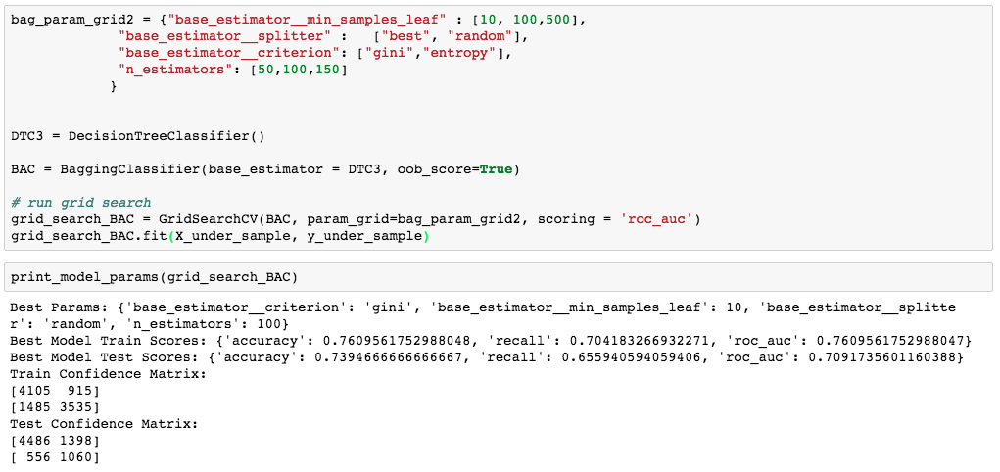 bag_param_grid2 = {"base_estimator__min_samples_leaf" : [10, 100,500],
"base_estimator__splitter" :   ["best", "random"],
"base_estimator__criterion": ["gini","entropy"],
"n_estimators": [50,100,150]
}
DTC3 = DecisionTreeClassifier()
BAC = BaggingClassifier(base_estimator = DTC3, oob_score=True)
# run grid search
grid_search_BAC = GridSearchCV(BAC, param_grid=bag_param_grid2, scoring = 'roc_auc')
grid_search_BAC.fit(X_under_sample, y_under_sample)
print_model_params(grid_search_BAC)
Best Params: {'base_estimator__criterion': 'gini', 'base_estimator__min_samples_leaf': 10, 'base_estimator__splitte
r': 'random', 'n_estimators': 100}
Best Model Train Scores: {'accuracy': 0.7609561752988048, 'recall': 0.704183266932271, 'roc_auc': 0.7609561752988047}
Best Model Test Scores: {'accuracy': 0.7394666666666667, 'recall': 0.655940594059406, 'roc_auc': 0.7091735601160388}
Train Confidence Matrix:
[4105  915]
[1485 3535]
Test Confidence Matrix:
[4486 1398]
[ 556 1060]